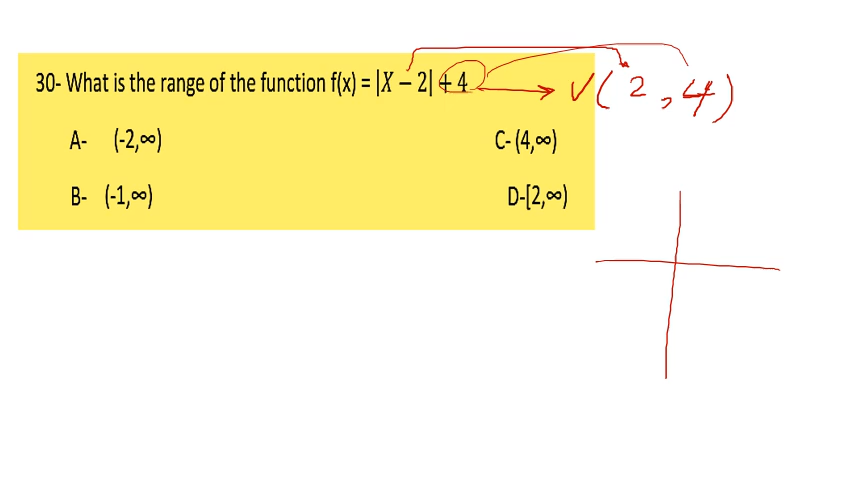 30- What is the range of the function f(x) = |X − 2| + 4
V(2,4)
A- (-2,∞)
C- (4,∞)
B- (-1,∞)
D-[2,∞)